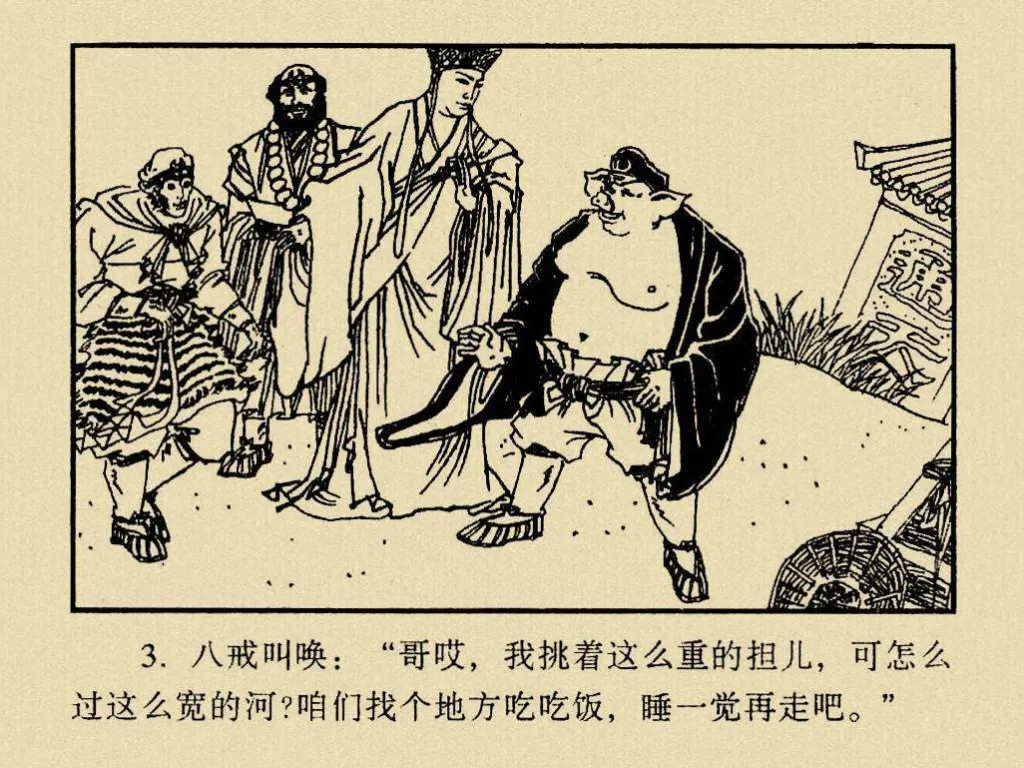 通天
3. 八戒叫唤：“哥哎，我挑着这么重的担儿，可怎么
过这么宽的河?咱们找个地方吃吃饭，睡一觉再走吧。”